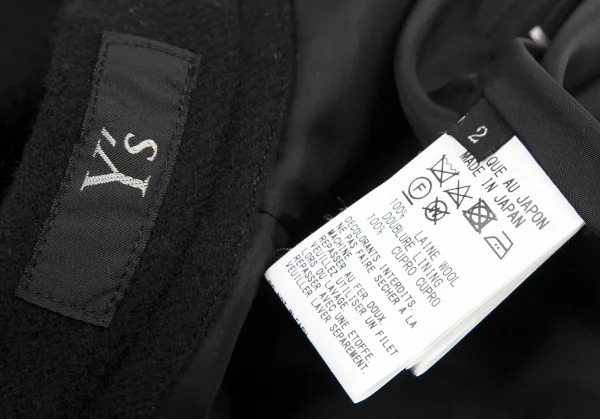 Y's
2
QUE AU JAPON
MADE IN JAPAN
F
100% LAINE WOOL
DOUBLURE LINING
100% CUPRO CUPRO
DECOLORANTS INTERDITS.
NE PAS FAIRE SECHER A LA
MACHINE.
REPASSER AU FER DOUX.
VEUILLEZ UTILISER UN FILET
LORS DU LAVAGE.
REPASSER AVEC UNE ETOFFE.
VEUILLER LAVER SEPAREMENT.